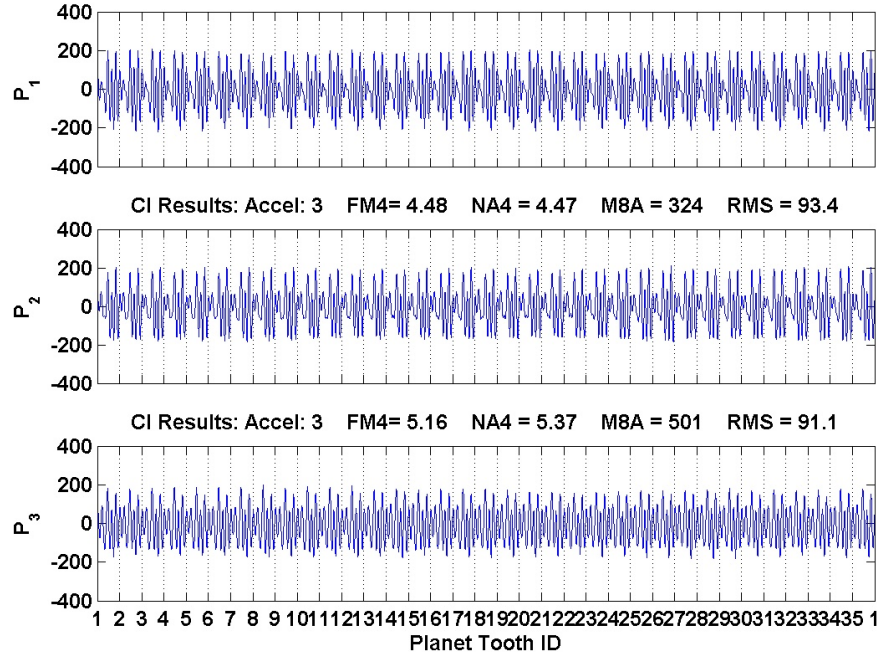 400
200
0
-200
-400
P1
CI Results: Accel: 3 FM4= 4.48 NA4 = 4.47 M8A = 324 RMS = 93.4
400
200
0
-200
-400
P2
CI Results: Accel: 3 FM4= 5.16 NA4 = 5.37 M8A = 501 RMS = 91.1
400
200
0
-200
-400
P3
1 2 3 4 5 6 7 8 9 10 11 12 13 14 15 16 17 18 19 20 21 22 23 24 25 26 27 28 29 30 31 32 33 34 35 1
Planet Tooth ID